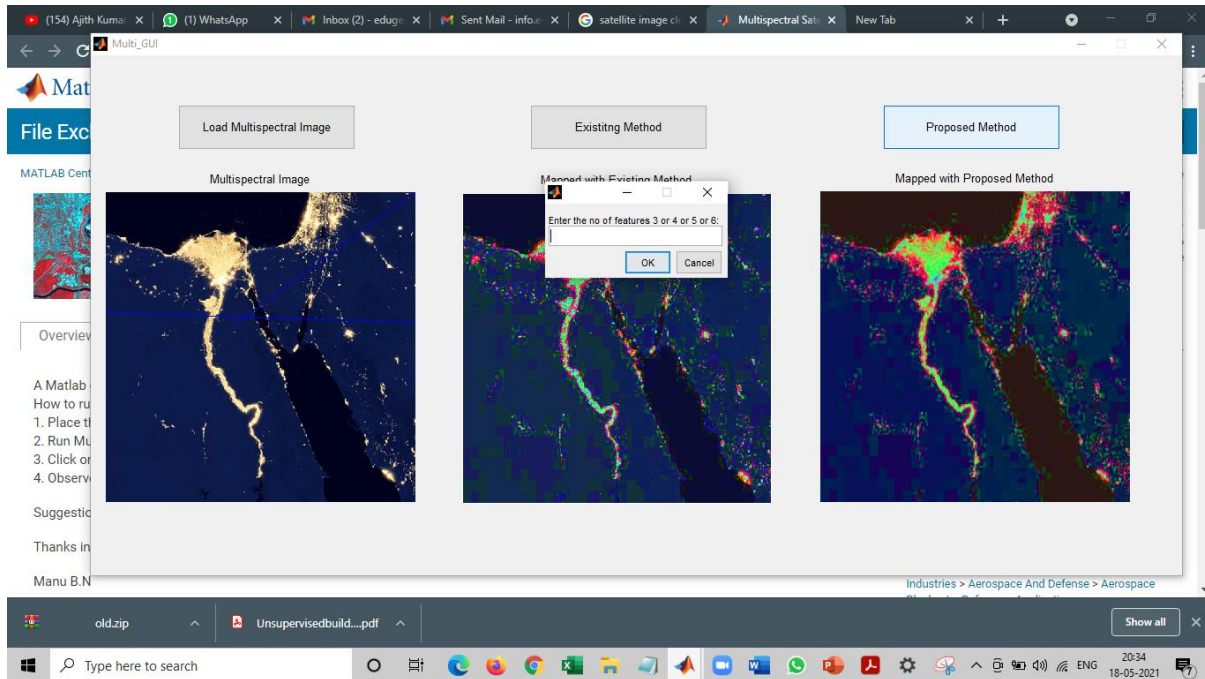 (154) Ajith Kumar
(1) WhatsApp
Inbox (2) - eduge
Sent Mail - info.e
satellite image cl
Multispectral Sate
New Tab
Multi_GUI
Mat
File Exc
MATLAB Cent
Load Multispectral Image
Existitng Method
Proposed Method
Multispectral Image
Mapped with Existing Method
Mapped with Proposed Method
Enter the no of features 3 or 4 or 5 or 6:
OK
Cancel
Overview
A Matlab
How to ru
1. Place th
2. Run Mu
3. Click on
4. Observ
Suggestio
Thanks in
Manu B.N
Industries > Aerospace And Defense > Aerospace
old.zip
Unsupervisedbuild....pdf
Show all
Type here to search
ENG
20:34
18-05-2021